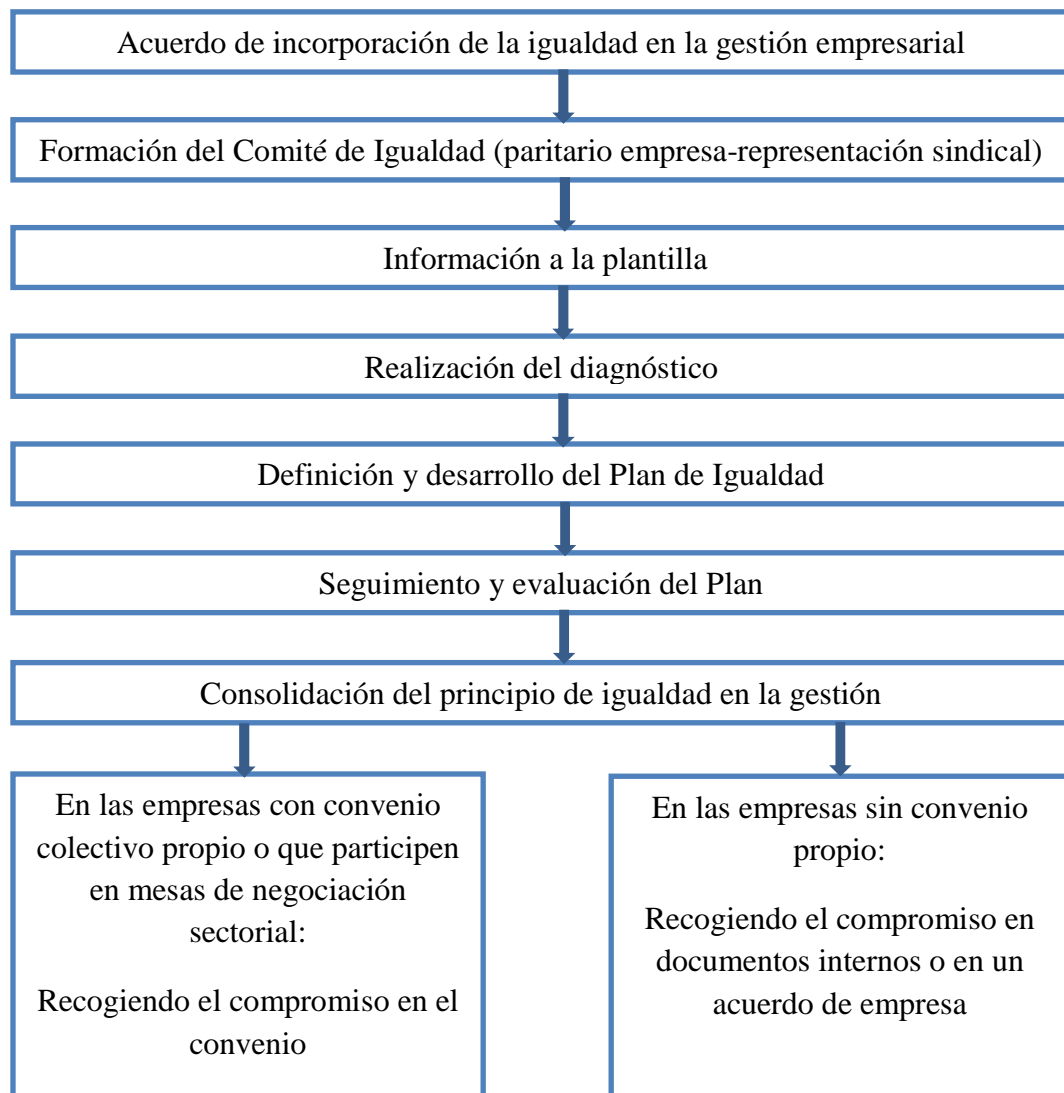 Acuerdo de incorporación de la igualdad en la gestión empresarial
Formación del Comité de Igualdad (paritario empresa-representación sindical)
Información a la plantilla
Realización del diagnóstico
Definición y desarrollo del Plan de Igualdad
Seguimiento y evaluación del Plan
Consolidación del principio de igualdad en la gestión
En las empresas con convenio
colectivo propio o que participen
en mesas de negociación
sectorial:
Recogiendo el compromiso en el
convenio
En las empresas sin convenio
propio:
Recogiendo el compromiso en
documentos internos o en un
acuerdo de empresa